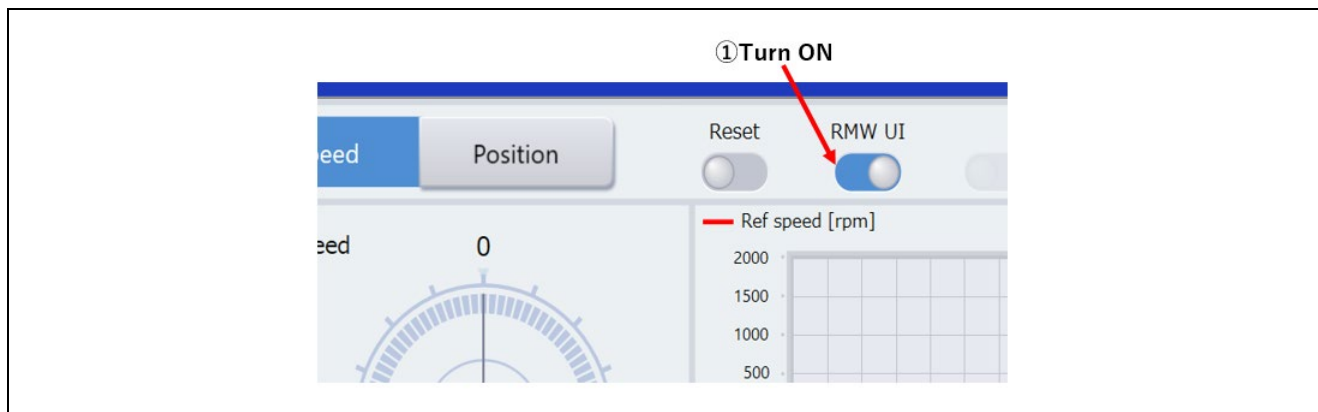 ①Turn ON
Reset RMW UI
eed Position
Ref speed [rpm]
eed 0
2000
1500
1000
500